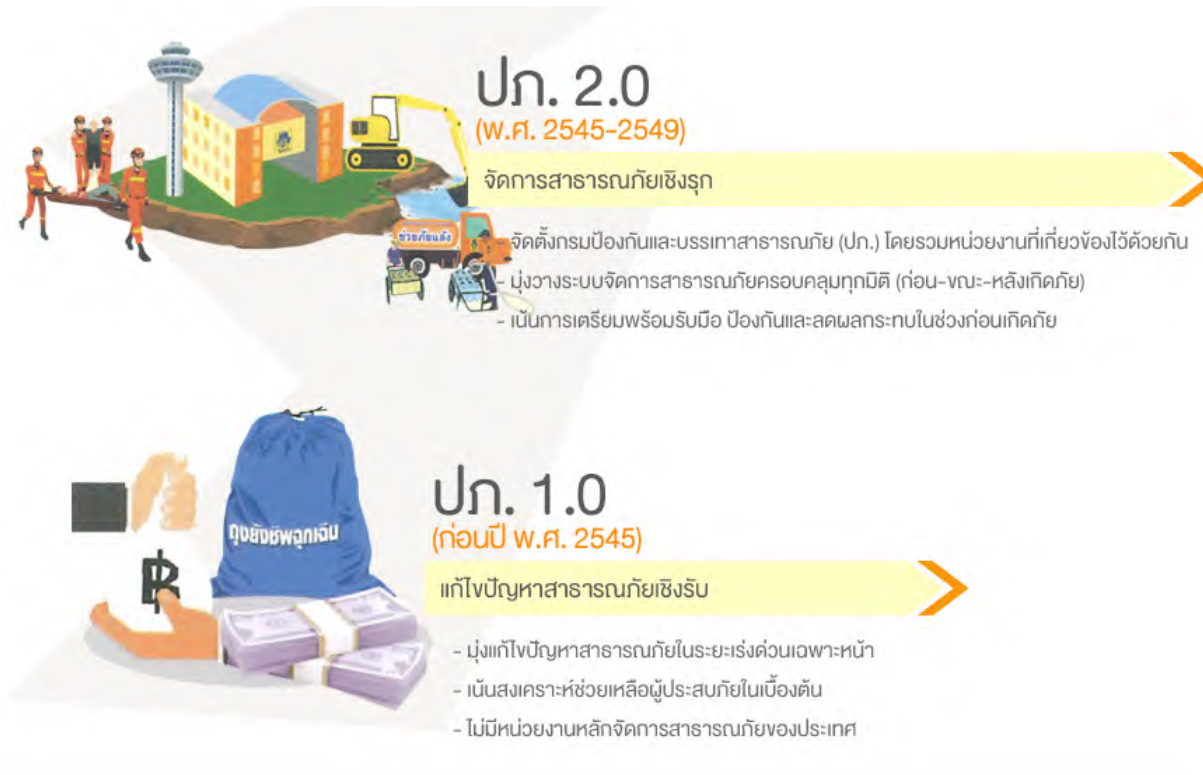 ปภ. 2.0
(พ.ศ. 2545-2549)
จัดการสาธารณภัยเชิงรุก
ช่วยภัยแล้ง
- จัดตั้งกรมป้องกันและบรรเทาสาธารณภัย (ปภ.) โดยรวมหน่วยงานที่เกี่ยวข้องไว้ด้วยกัน
- มุ่งวางระบบจัดการสาธารณภัยครอบคลุมทุกมิติ (ก่อน-ขณะ-หลังเกิดภัย)
- เน้นการเตรียมพร้อมรับมือ ป้องกันและลดผลกระทบในช่วงก่อนเกิดภัย
ปภ. 1.0
(ก่อนปี พ.ศ. 2545)
ถุงยังชีพฉุกเฉิน
฿
แก้ไขปัญหาสาธารณภัยเชิงรับ
- มุ่งแก้ไขปัญหาสาธารณภัยในระยะเร่งด่วนเฉพาะหน้า
- เน้นสงเคราะห์ช่วยเหลือผู้ประสบภัยในเบื้องต้น
- ไม่มีหน่วยงานหลักจัดการสาธารณภัยของประเทศ